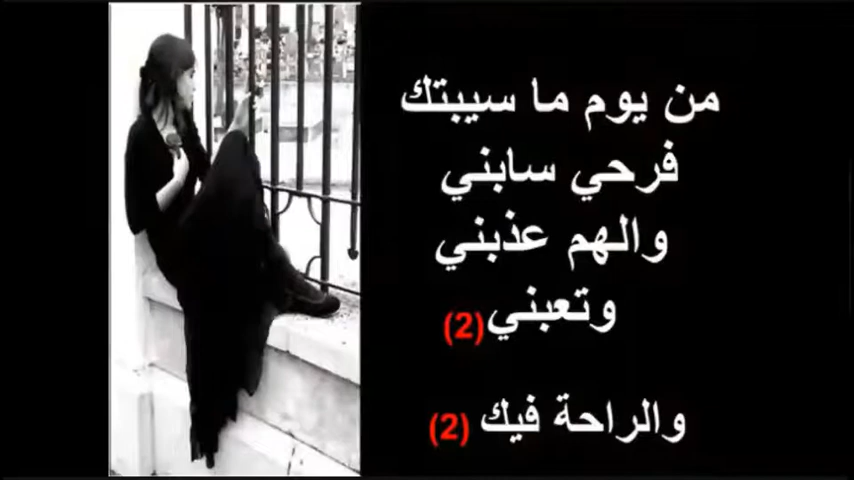 من يوم ما سيبتك
فرحي سابني
والهم عذبني
وتعبني (2)
والراحة فيك (2)